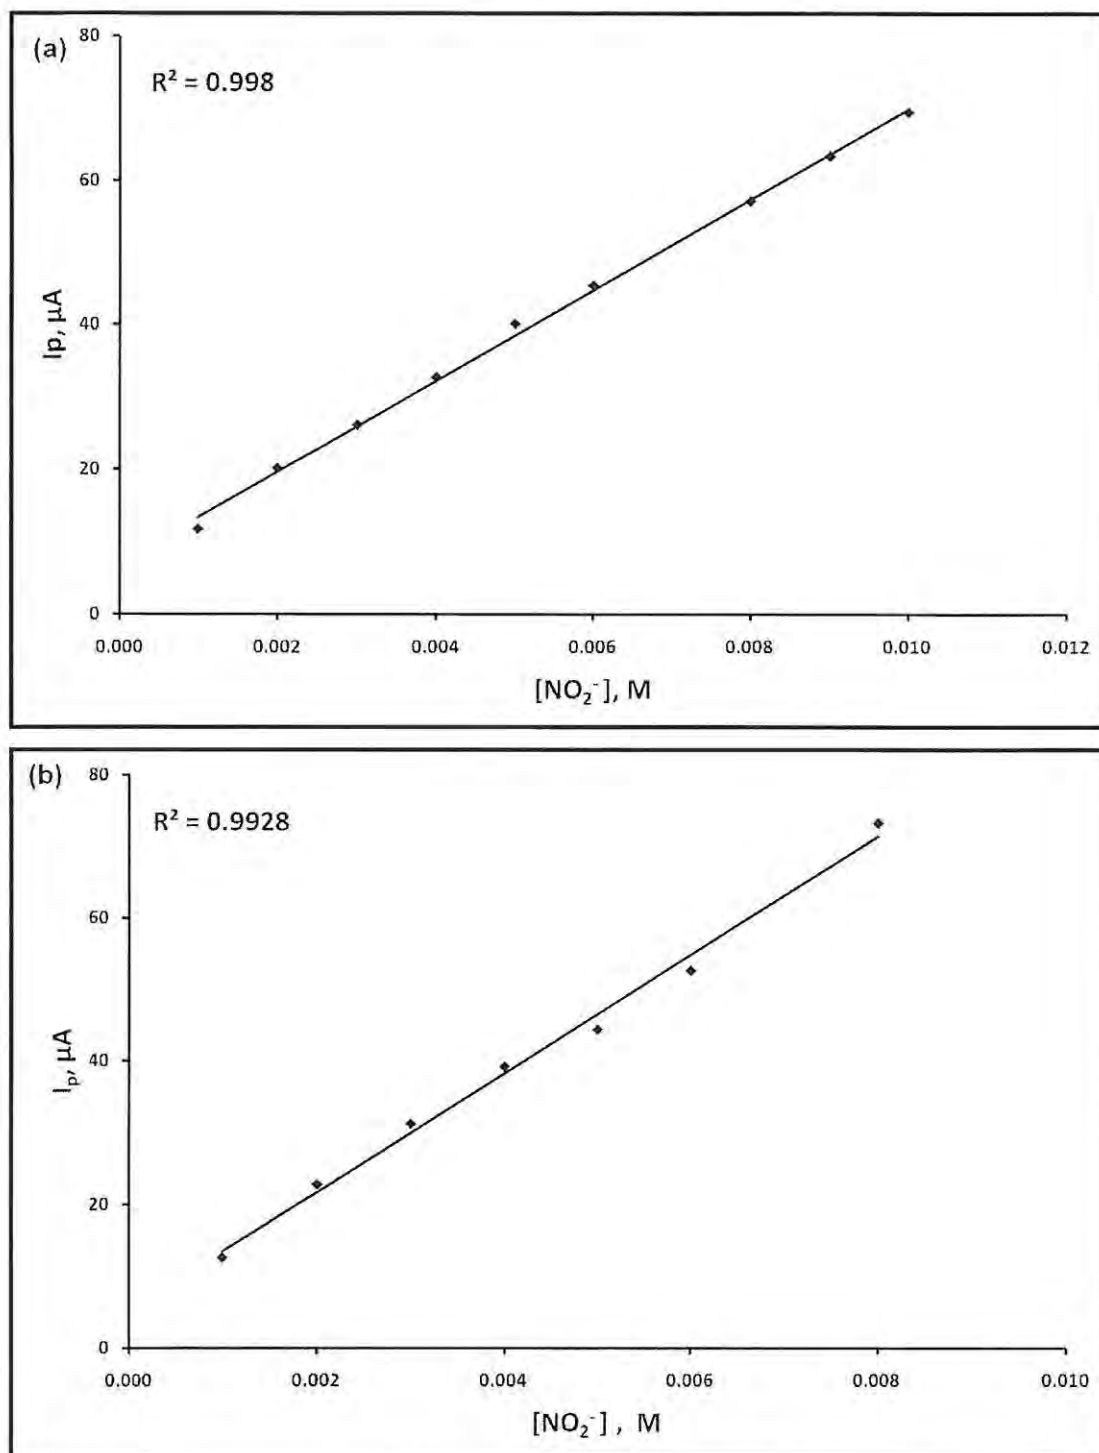 (a)
80
R² = 0.998
60
40
20
0
Ip, µA
0.000 0.002 0.004 0.006 0.008 0.010 0.012
[NO₂⁻], M
(b)
80
R² = 0.9928
60
40
20
0
Iₚ, µA
0.000 0.002 0.004 0.006 0.008 0.010
[NO₂⁻] , M